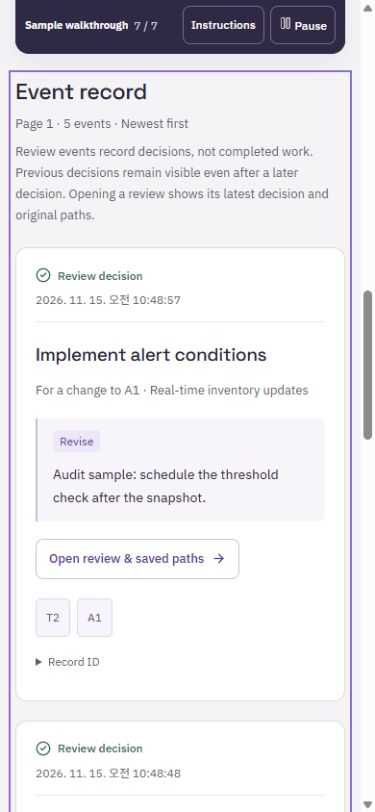 Sample walkthrough 7 / 7
Instructions
Pause
Event record
Page 1 · 5 events · Newest first
Review events record decisions, not completed work.
Previous decisions remain visible even after a later
decision. Opening a review shows its latest decision and
original paths.
Review decision
2026. 11. 15. 오전 10:48:57
Implement alert conditions
For a change to A1 · Real-time inventory updates
Revise
Audit sample: schedule the threshold
check after the snapshot.
Open review & saved paths →
T2 A1
▶ Record ID
Review decision
2026. 11. 15. 오전 10:48:48